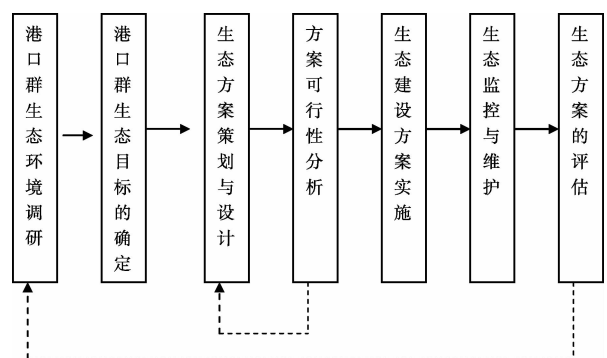 港口群生态环境调研
港口群生态目标的确定
生态方案策划与设计
方案可行性分析
生态建设方案实施
生态监控与维护
生态方案的评估